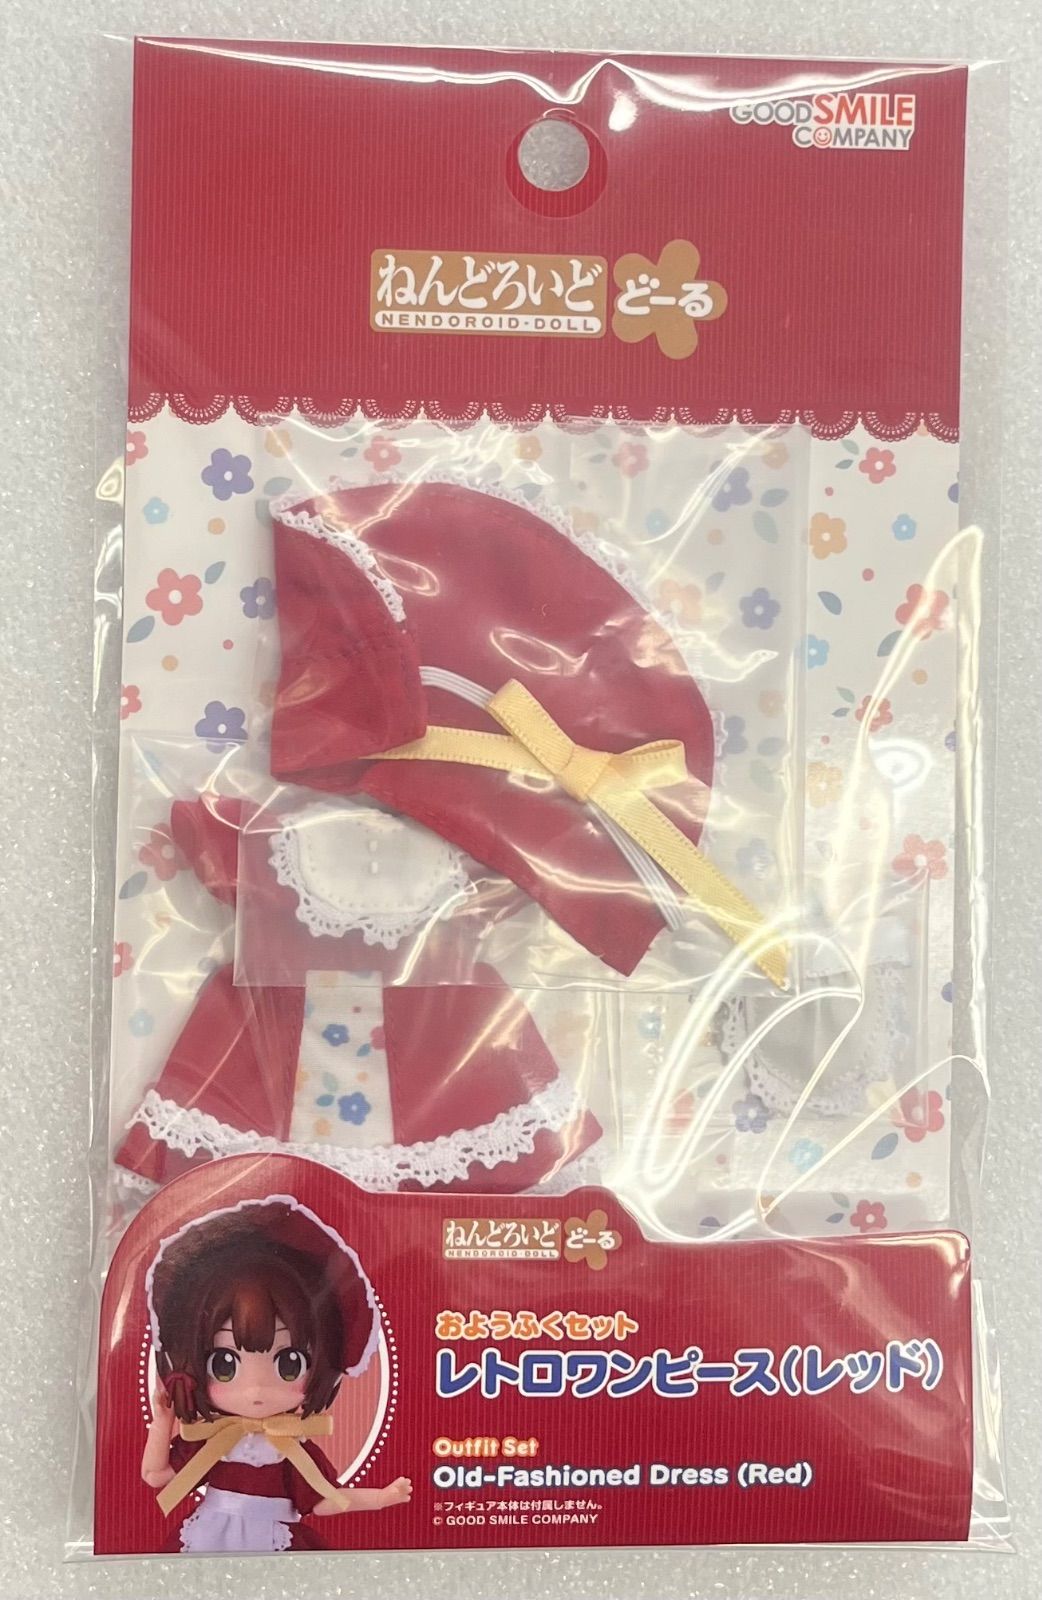 GOODSMILE
COMPANY
ねんどろいど どーる
NENDOROID-DOLL
ねんどろいど どーる
NENDOROID-DOLL
おようふくセット
レトロワンピース(レッド)
Outfit Set
Old-Fashioned Dress (Red)
※フィギュア本体は付属しません。
© GOOD SMILE COMPANY